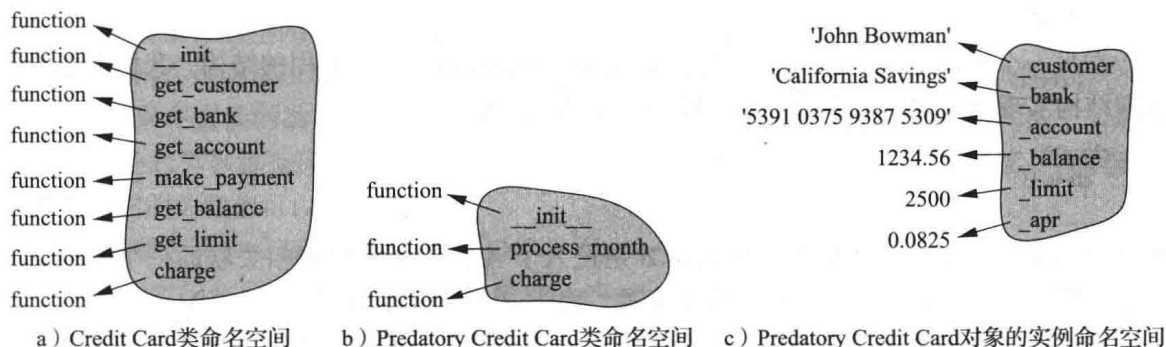 function
function
function
function
function
function
function
function
__init__
get_customer
get_bank
get_account
make_payment
get_balance
get_limit
charge
a）Credit Card类命名空间
function
function
function
__init__
process_month
charge
b）Predatory Credit Card类命名空间
'John Bowman'
'California Savings'
'5391 0375 9387 5309'
1234.56
2500
0.0825
_customer
_bank
_account
_balance
_limit
_apr
c）Predatory Credit Card对象的实例命名空间